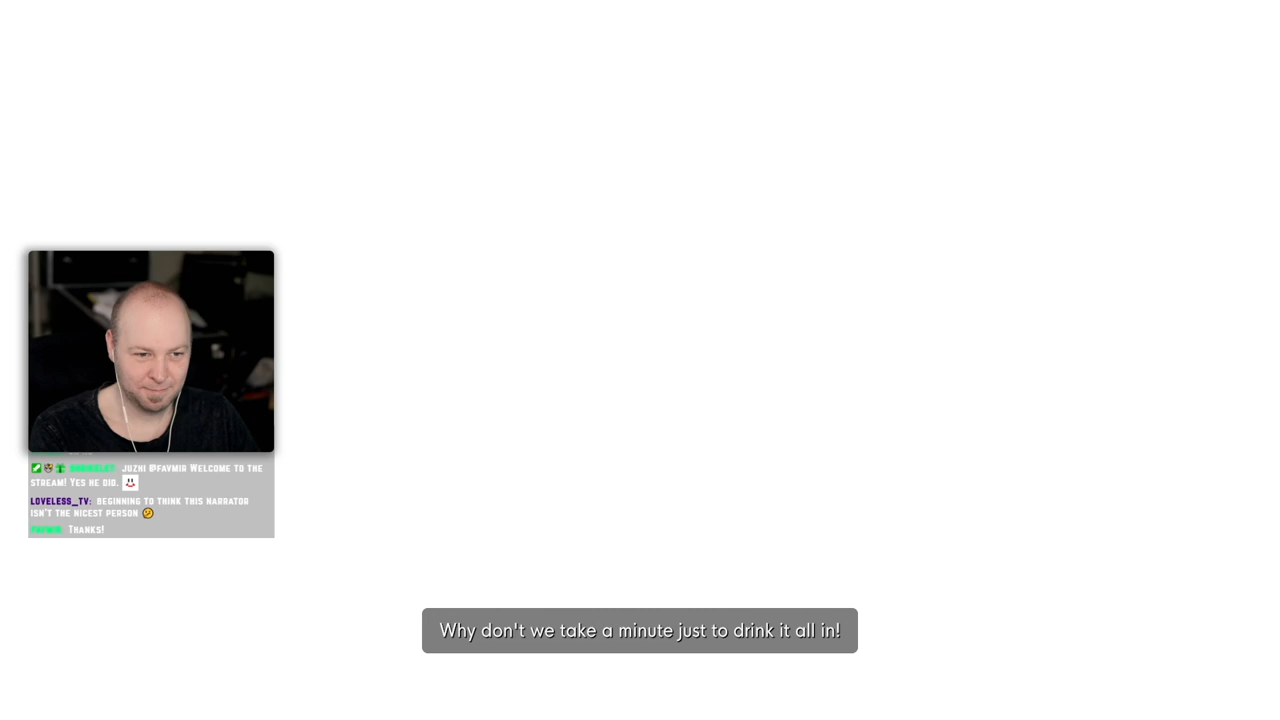 JUZHI @FAVMIR WELCOME TO THE
STREAM! YES HE DID.
LOVELESS_TV: BEGINNING TO THINK THIS NARRATOR
ISN'T THE NICEST PERSON
THANKS!
Why don't we take a minute just to drink it all in!